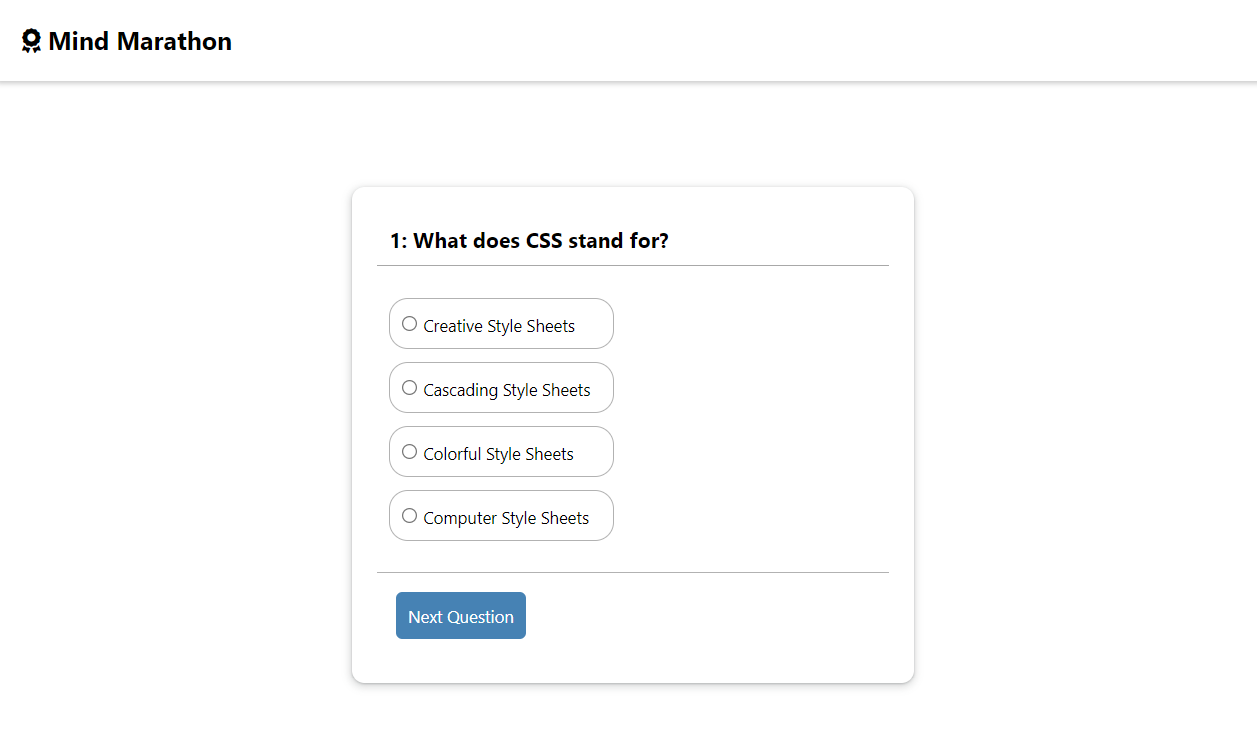 Mind Marathon
1: What does CSS stand for?
Creative Style Sheets
Cascading Style Sheets
Colorful Style Sheets
Computer Style Sheets
Next Question